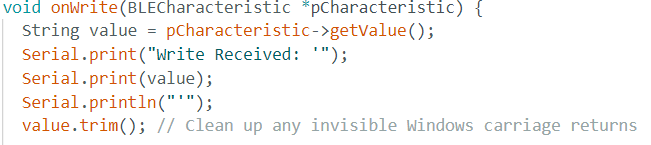 void onWrite(BLECharacteristic *pCharacteristic) {
  String value = pCharacteristic->getValue();
  Serial.print("Write Received: '");
  Serial.print(value);
  Serial.println("'");
  value.trim(); // Clean up any invisible Windows carriage returns